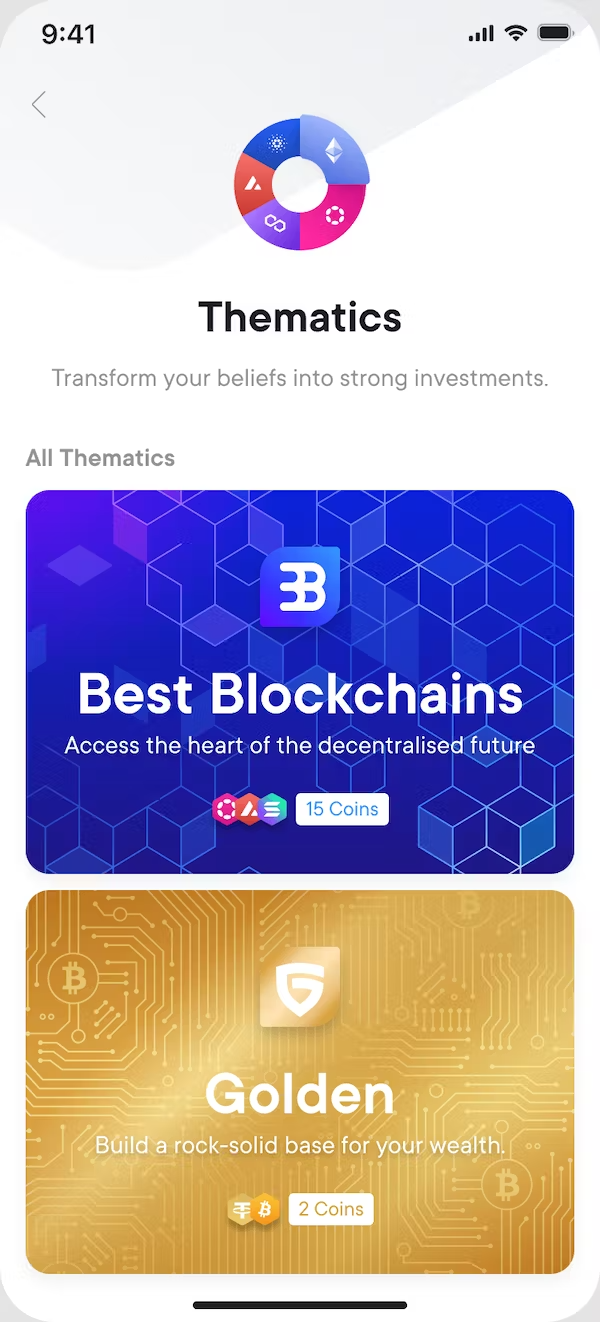 9:41
Thematics
Transform your beliefs into strong investments.
All Thematics
Best Blockchains
Access the heart of the decentralised future
15 Coins
Golden
Build a rock-solid base for your wealth.
2 Coins